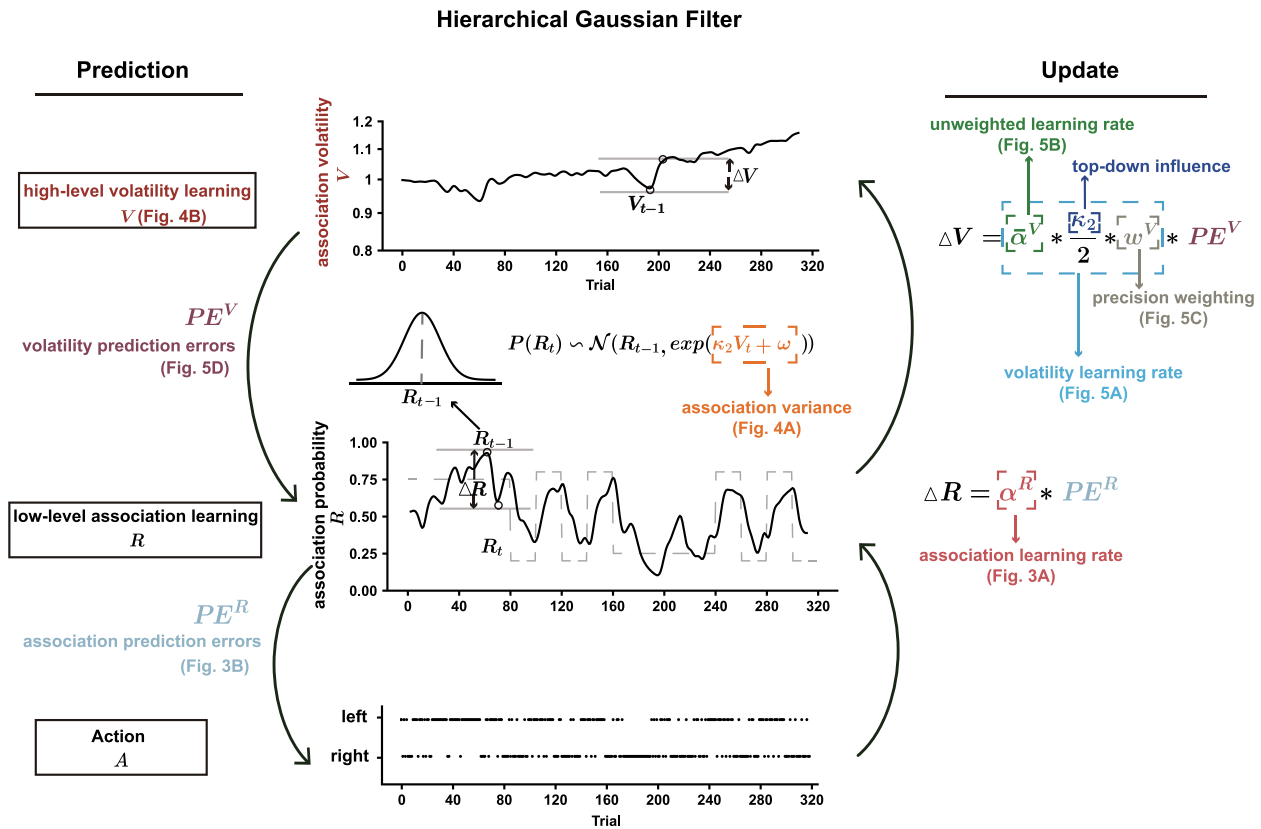 Hierarchical Gaussian Filter
Prediction
Update
high-level volatility learning
V (Fig. 4B)
PE^V
volatility prediction errors
(Fig. 5D)
low-level association learning
R
PE^R
association prediction errors
(Fig. 3B)
Action
A
association volatility
V
1.2
1.1
1
0.9
0.8
△V
V_{t−1}
0 40 80 120 160 200 240 280 320
Trial
R_{t−1}
P(R_t) ∽ 𝒩(R_{t−1}, exp(κ_2V_t + ω))
association variance
(Fig. 4A)
association probability
R
1.00
0.75
0.50
0.25
0.00
R_{t−1}
△R
R_t
0 40 80 120 160 200 240 280 320
left
right
0 40 80 120 160 200 240 280 320
Trial
unweighted learning rate
(Fig. 5B)
top-down influence
△V = ᾱ^V * κ_2/2 * w^V * PE^V
precision weighting
(Fig. 5C)
volatility learning rate
(Fig. 5A)
△R = α^R * PE^R
association learning rate
(Fig. 3A)